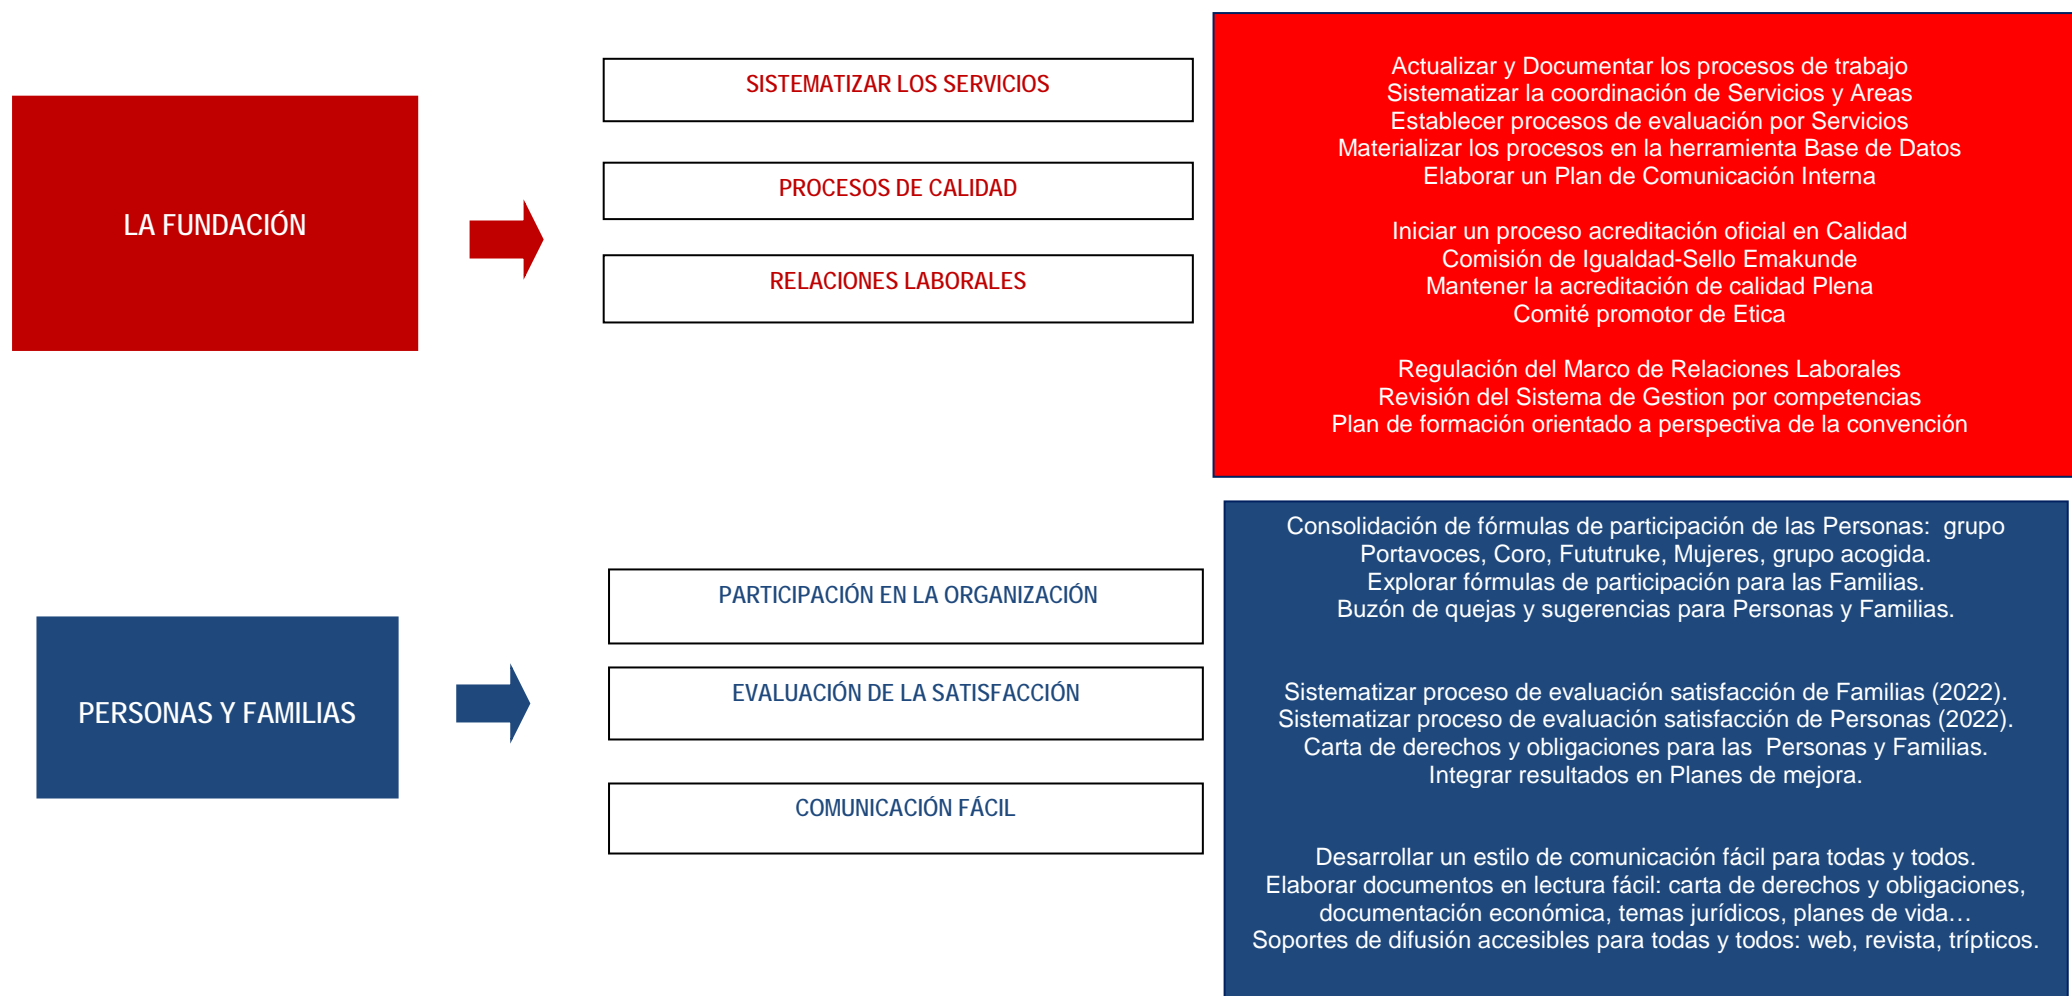 LA FUNDACIÓN
SISTEMATIZAR LOS SERVICIOS
PROCESOS DE CALIDAD
RELACIONES LABORALES
Actualizar y Documentar los procesos de trabajo
Sistematizar la coordinación de Servicios y Areas
Establecer procesos de evaluación por Servicios
Materializar los procesos en la herramienta Base de Datos
Elaborar un Plan de Comunicación Interna
Iniciar un proceso acreditación oficial en Calidad
Comisión de Igualdad-Sello Emakunde
Mantener la acreditación de calidad Plena
Comité promotor de Etica
Regulación del Marco de Relaciones Laborales
Revisión del Sistema de Gestion por competencias
Plan de formación orientado a perspectiva de la convención
PERSONAS Y FAMILIAS
PARTICIPACIÓN EN LA ORGANIZACIÓN
EVALUACIÓN DE LA SATISFACCIÓN
COMUNICACIÓN FÁCIL
Consolidación de fórmulas de participación de las Personas: grupo
Portavoces, Coro, Fututruke, Mujeres, grupo acogida.
Explorar fórmulas de participación para las Familias.
Buzón de quejas y sugerencias para Personas y Familias.
Sistematizar proceso de evaluación satisfacción de Familias (2022).
Sistematizar proceso de evaluación satisfacción de Personas (2022).
Carta de derechos y obligaciones para las Personas y Familias.
Integrar resultados en Planes de mejora.
Desarrollar un estilo de comunicación fácil para todas y todos.
Elaborar documentos en lectura fácil: carta de derechos y obligaciones,
documentación económica, temas jurídicos, planes de vida…
Soportes de difusión accesibles para todas y todos: web, revista, trípticos.